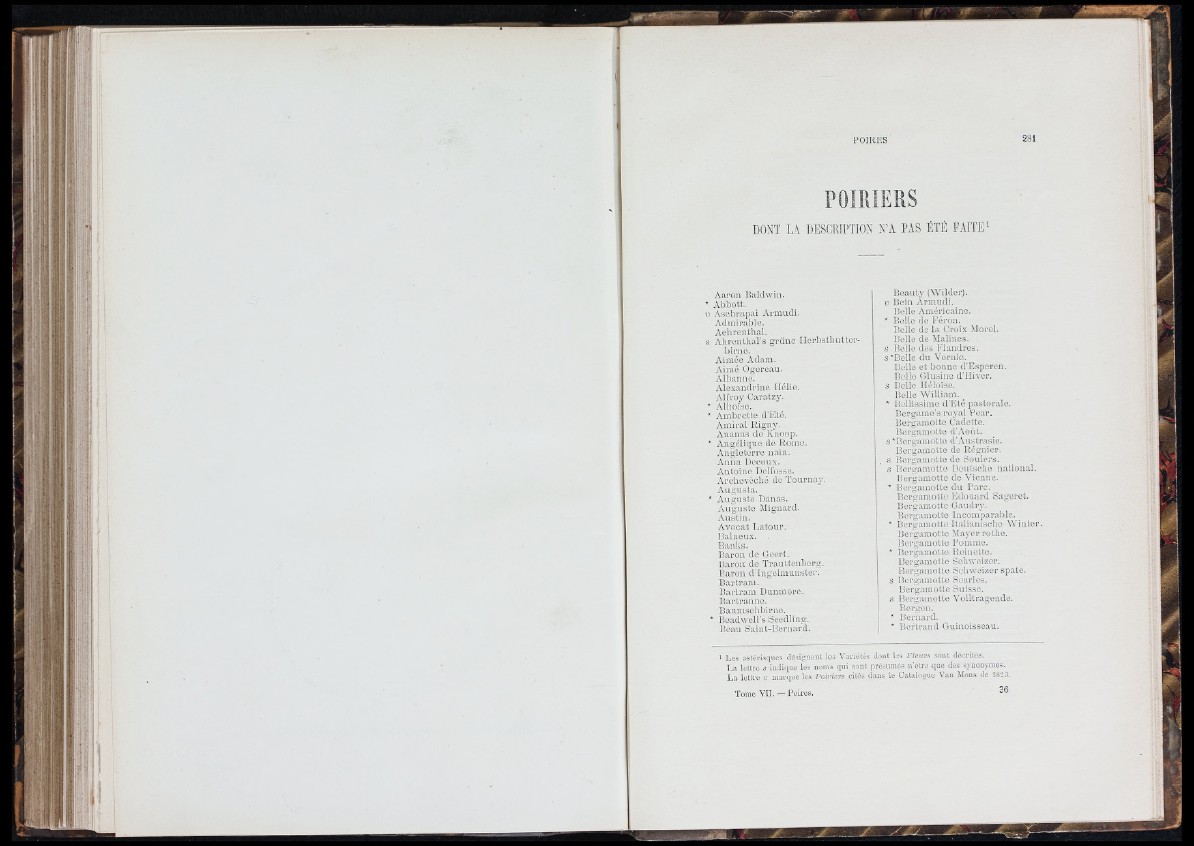 POIRES 281
POIRIERS
DONT LA DESCRIPTION N'A PAS ÉTÉ FAITE¹
Aaron Baldwin.
* Abbott.
v Aschrapai Armudi.
Admirable.
Aehrenthal.
s Ahrenthal's grüne Herbstbutter-
birne.
Aimée Adam.
Aimé Ogereau.
Albanne.
Alexandrine Hélie.
Alfroy Caratzy.
* Alboise.
* Ambrette d'Été.
Amiral Rigny.
Ananas de Knoop.
* Angélique de Rome.
Angleterre nain.
Anna Decoux.
Antoine Delfosse.
Archevêché de Tournay.
Augusta.
* Auguste Danas.
Auguste Mignard.
Austin.
Avocat Latour.
Balaeux.
Banks.
Baron de Geert.
Baron de Trauttenberg.
Baron d'Ingelmunster.
Bartram.
Bartram Dunmore.
Bartranne.
Baumschbirne.
* Beadwell's Seedling.
Beau Saint-Bernard.
Beauty (Wilder).
v Bein Armudi.
Belle Américaine.
* Belle de Féron.
Belle de la Croix Morel.
Belle de Malines.
s Belle des Flandres.
s*Belle du Vernie.
Belle et bonne d'Esperen.
Belle Glusine d'Hiver.
s Belle Héloïse.
Belle William.
* Bellissime d'Été pastorale.
Bergame's royal Pear.
Bergamotte Cadette.
Bergamotte d'Août.
s*Bergamotte d'Austrasie.
Bergamotte de Régnier.
s Bergamotte de Soulers.
s Bergamotte Deutsche national.
Bergamotte de Vienne.
* Bergamotte du Parc.
Bergamotte Édouard Sageret.
Bergamotte Gaudry.
Bergamotte Incomparable.
* Bergamotte Italianische Winter.
Bergamotte Mayer rothe.
Bergamotte Pomme.
* Bergamotte Reinette.
Bergamotte Schweizer.
Bergamotte Schweizer spate.
s Bergamotte Searles.
Bergamotte Suisse.
s Bergamotte Volltragende.
Bergon.
* Bernard.
* Bertrand Guinoisseau.
¹ Les astérisques désignent les Variétés dont les Fleurs sont décrites.
La lettre s indique les noms qui sont présumés n'être que des synonymes.
La lettre v marque les Poiriers cités dans le Catalogue Van Mons de 1823.
Tome VII. — Poires. 36